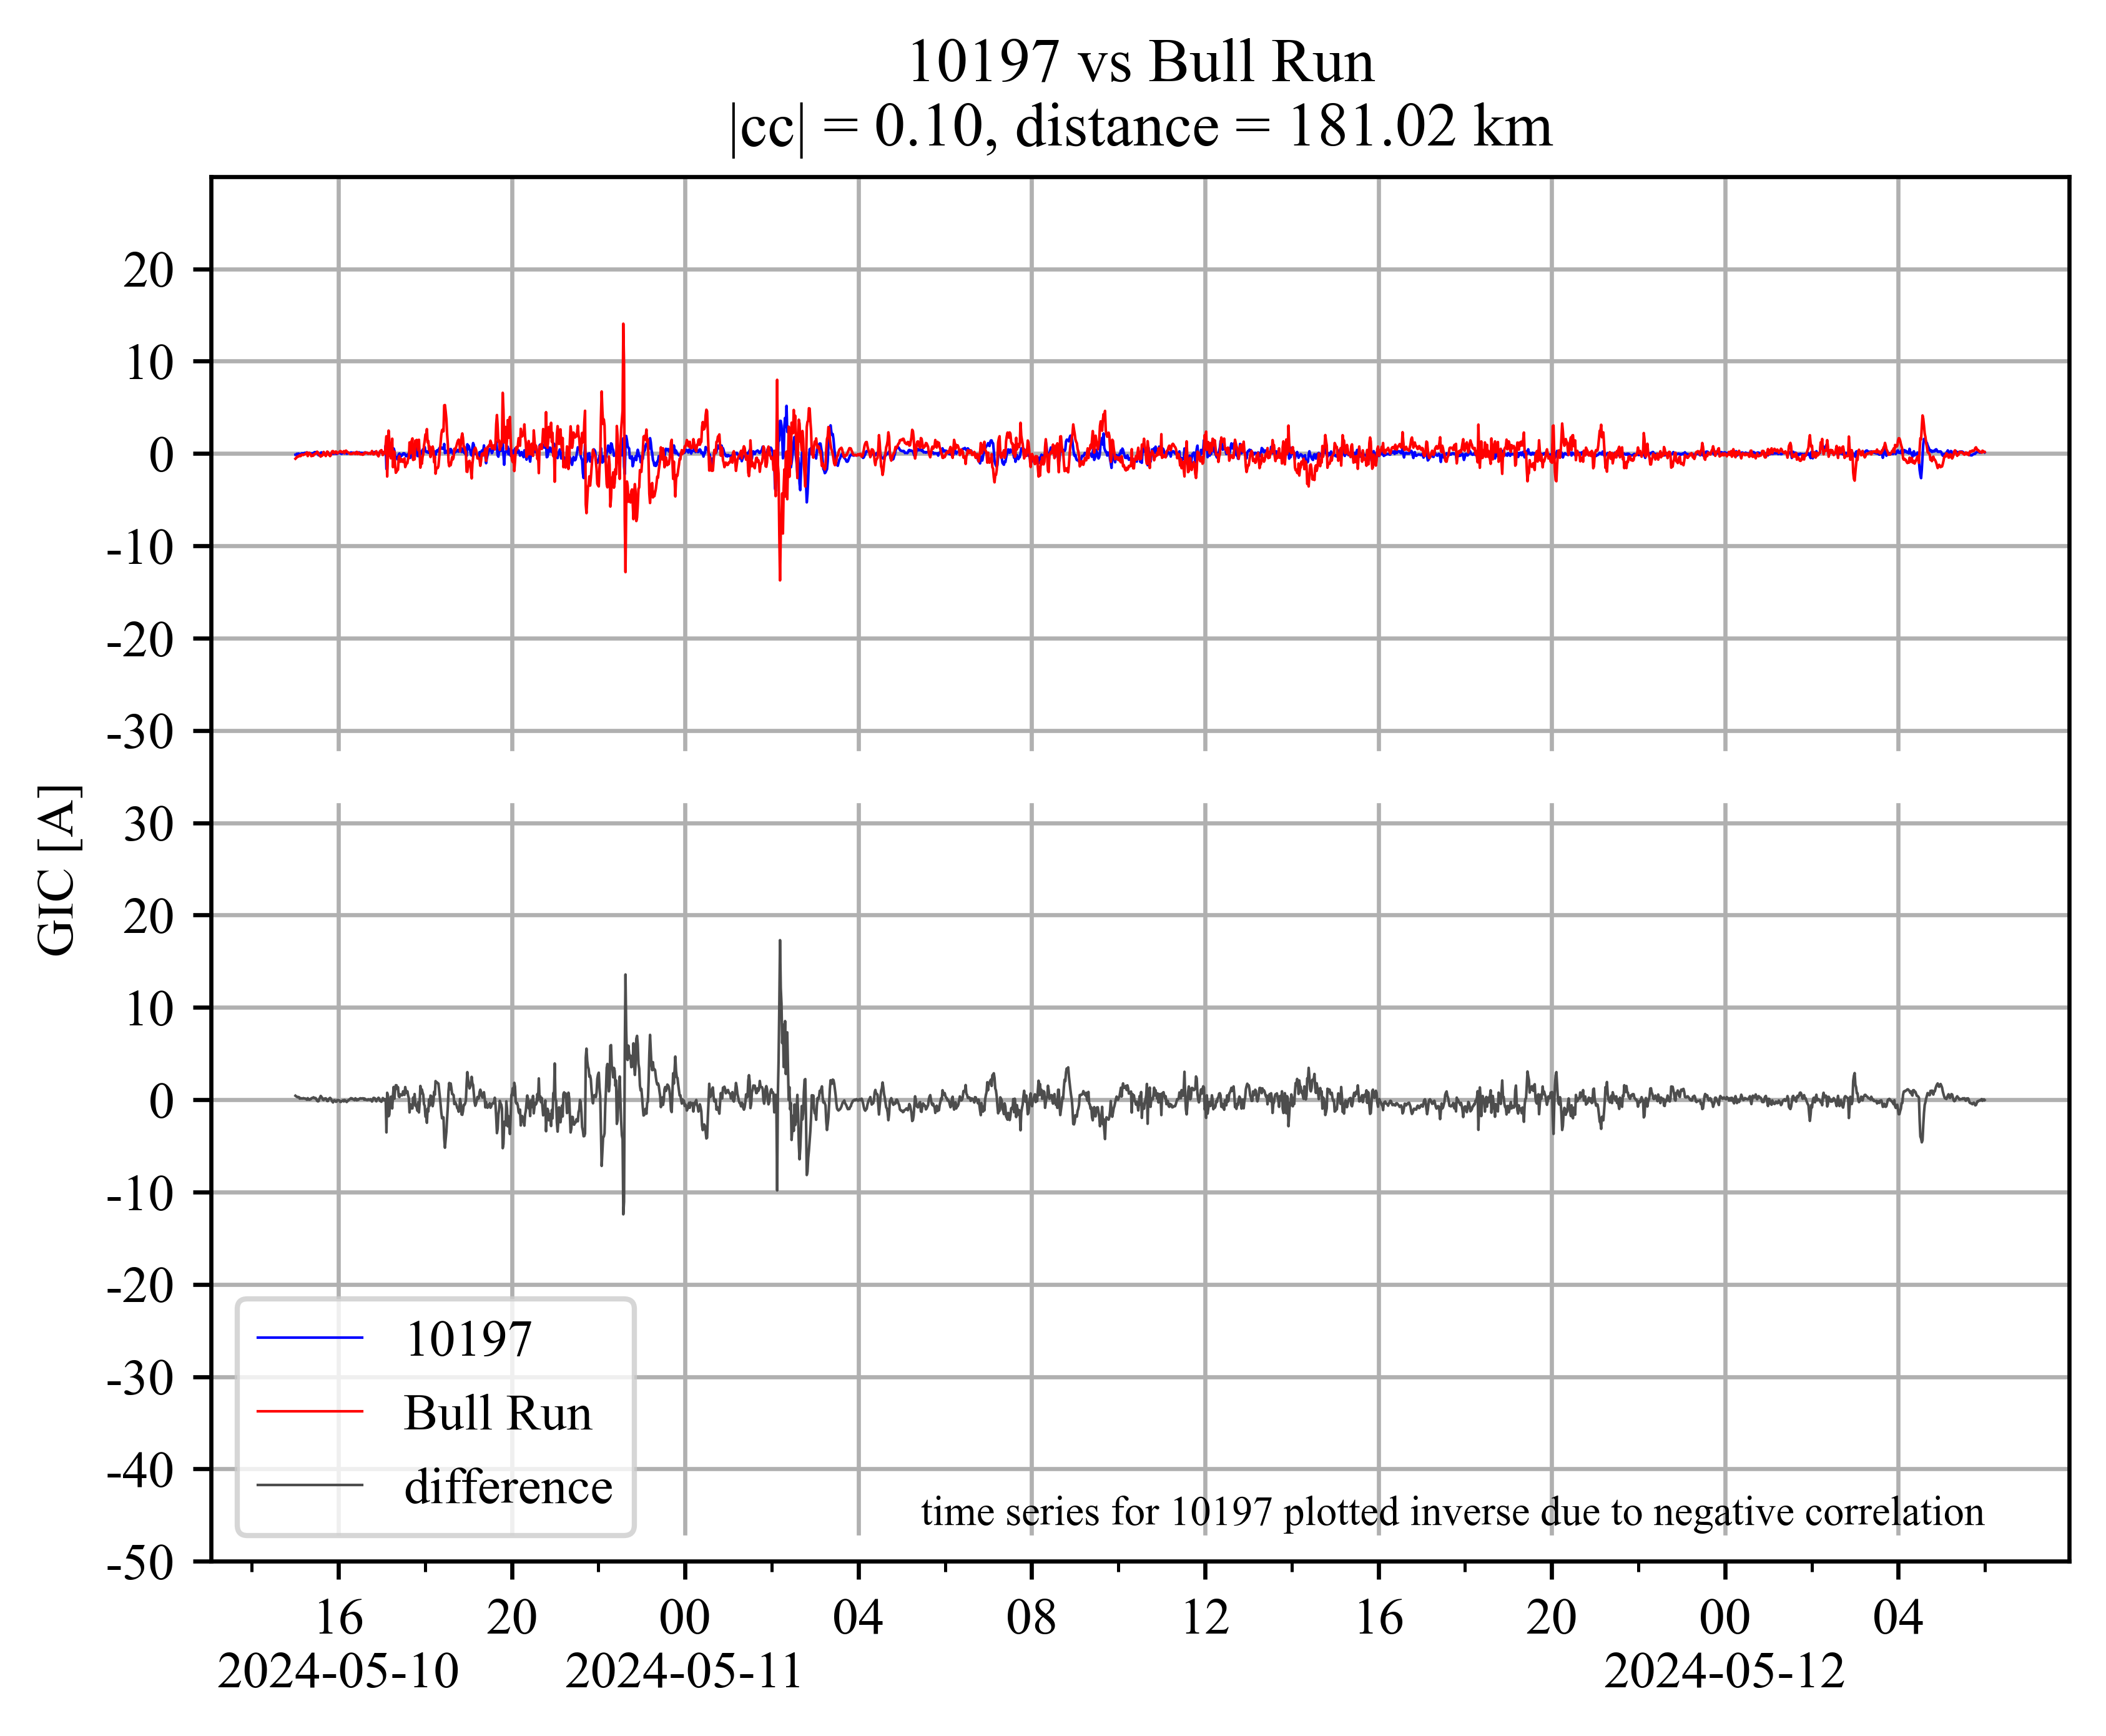 10197 vs Bull Run
|cc| = 0.10, distance = 181.02 km
20
10
0
-10
-20
-30
30
20
10
0
-10
-20
-30
-40
-50
GIC [A]
10197
Bull Run
difference
time series for 10197 plotted inverse due to negative correlation
16 20 00 04 08 12 16 20 00 04
2024-05-10 2024-05-11 2024-05-12